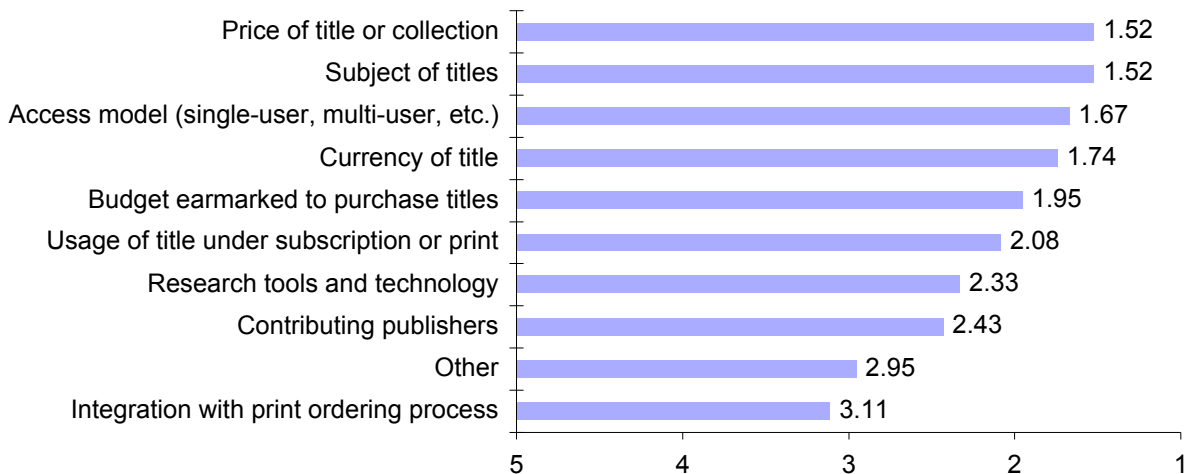 Price of title or collection 1.52
Subject of titles 1.52
Access model (single-user, multi-user, etc.) 1.67
Currency of title 1.74
Budget earmarked to purchase titles 1.95
Usage of title under subscription or print 2.08
Research tools and technology 2.33
Contributing publishers 2.43
Other 2.95
Integration with print ordering process 3.11
5 4 3 2 1